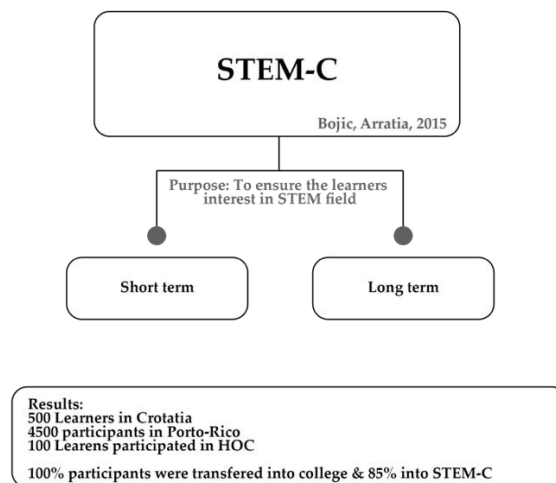 STEM-C
Bojic, Arratia, 2015
Purpose: To ensure the learners
interest in STEM field
Short term
Long term
Results:
500 Learners in Crotatia
4500 participants in Porto-Rico
100 Learens participated in HOC
100% participants were transfered into college & 85% into STEM-C